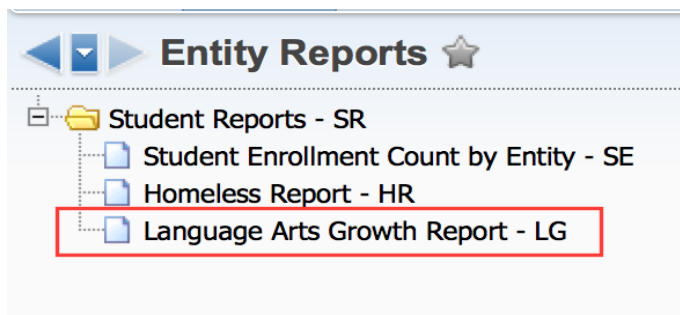 Entity Reports
Student Reports - SR
Student Enrollment Count by Entity - SE
Homeless Report - HR
Language Arts Growth Report - LG